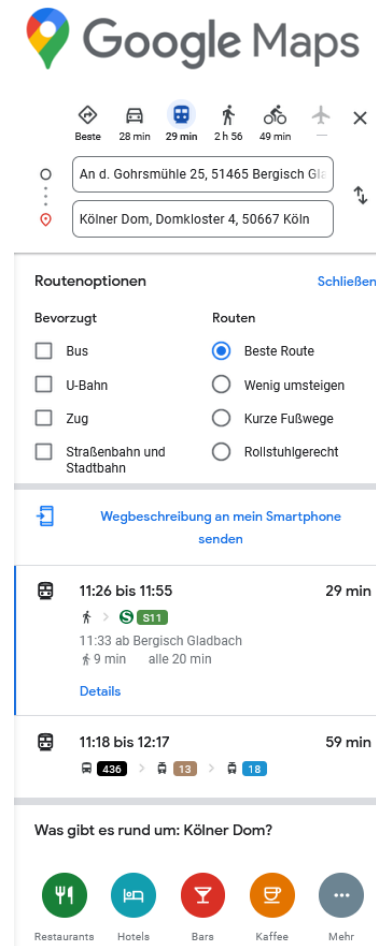 Google Maps
Beste 28 min 29 min 2 h 56 49 min —
An d. Gohrsmühle 25, 51465 Bergisch Gla
Kölner Dom, Domkloster 4, 50667 Köln
Routenoptionen Schließen
Bevorzugt Routen
Bus Beste Route
U-Bahn Wenig umsteigen
Zug Kurze Fußwege
Straßenbahn und Rollstuhlgerecht
Stadtbahn
Wegbeschreibung an mein Smartphone
senden
11:26 bis 11:55 29 min
S S11
11:33 ab Bergisch Gladbach
9 min alle 20 min
Details
11:18 bis 12:17 59 min
436 13 18
Was gibt es rund um: Kölner Dom?
Restaurants Hotels Bars Kaffee Mehr